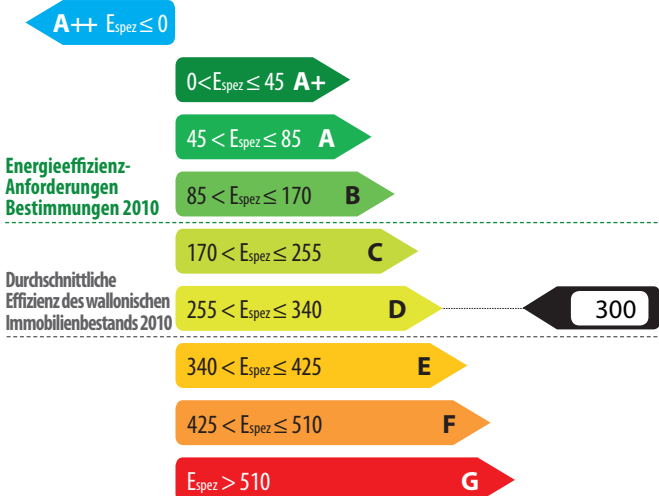 A++ Espez ≤ 0
0<Espez ≤ 45 A+
45 < Espez ≤ 85 A
Energieeffizienz-
Anforderungen
Bestimmungen 2010
85 < Espez ≤ 170 B
170 < Espez ≤ 255 C
Durchschnittliche
Effizienz des wallonischen
Immobilienbestands 2010
255 < Espez ≤ 340 D
300
340 < Espez ≤ 425 E
425 < Espez ≤ 510 F
Espez > 510 G